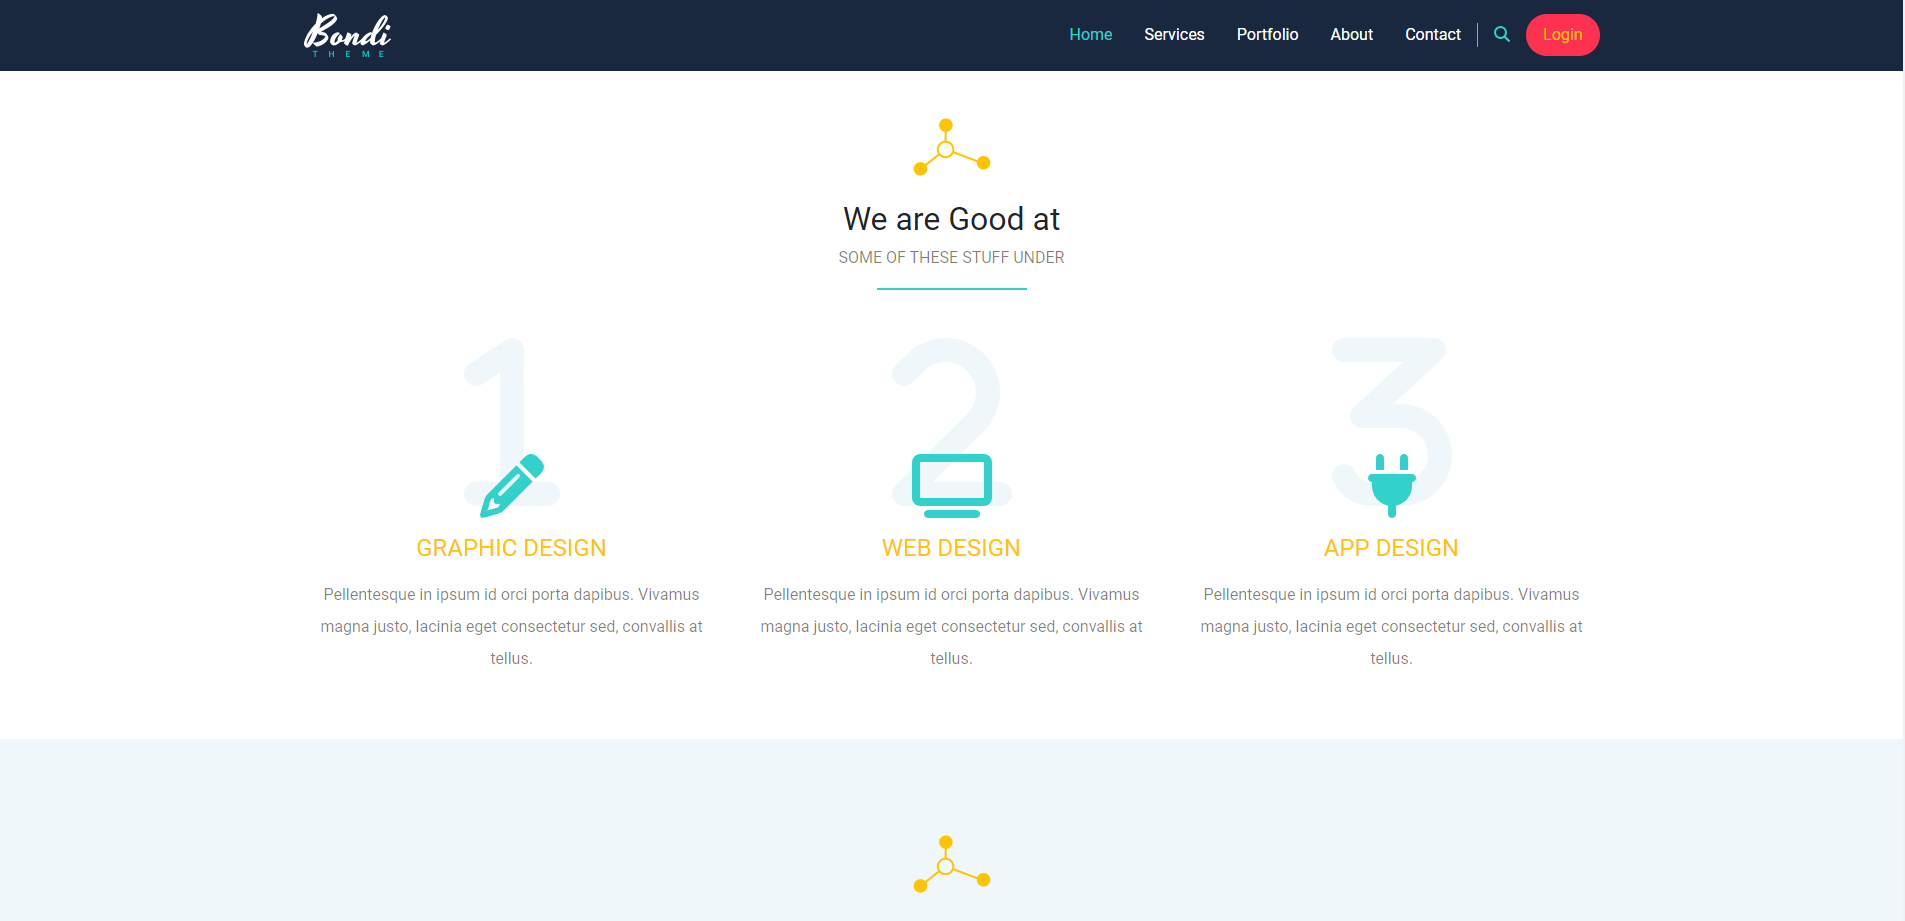 Bondi
THEME
Home Services Portfolio About Contact Login
We are Good at
SOME OF THESE STUFF UNDER
1 2 3
GRAPHIC DESIGN
Pellentesque in ipsum id orci porta dapibus. Vivamus
magna justo, lacinia eget consectetur sed, convallis at
tellus.
WEB DESIGN
Pellentesque in ipsum id orci porta dapibus. Vivamus
magna justo, lacinia eget consectetur sed, convallis at
tellus.
APP DESIGN
Pellentesque in ipsum id orci porta dapibus. Vivamus
magna justo, lacinia eget consectetur sed, convallis at
tellus.